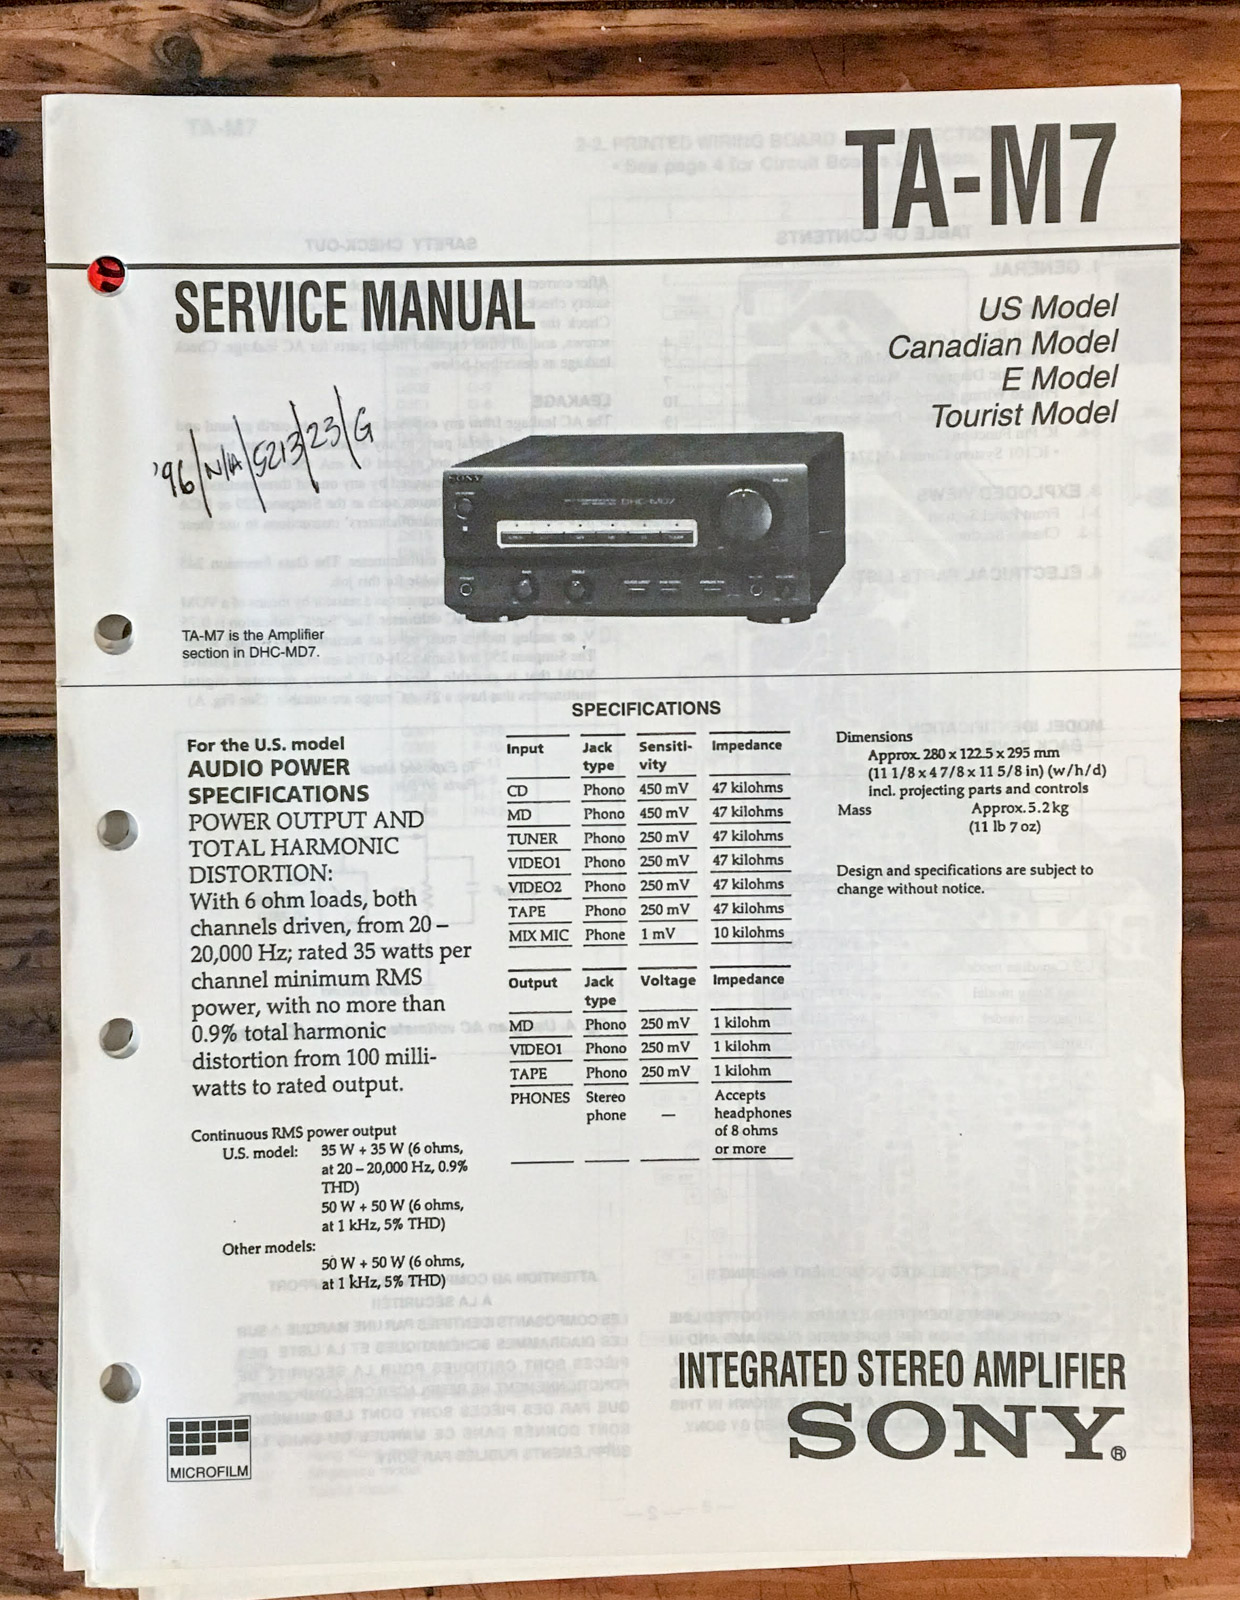 TA-M7
SERVICE MANUAL
US Model
Canadian Model
E Model
Tourist Model
'96/N/A/5213/23/G
SONY
DHC-MD7
TA-M7 is the Amplifier
section in DHC-MD7.
SPECIFICATIONS
For the U.S. model
AUDIO POWER
SPECIFICATIONS
POWER OUTPUT AND
TOTAL HARMONIC
DISTORTION:
With 6 ohm loads, both
channels driven, from 20 –
20,000 Hz; rated 35 watts per
channel minimum RMS
power, with no more than
0.9% total harmonic
distortion from 100 milli-
watts to rated output.
Continuous RMS power output
U.S. model: 35 W + 35 W (6 ohms,
at 20 – 20,000 Hz, 0.9%
THD)
50 W + 50 W (6 ohms,
at 1 kHz, 5% THD)
Other models:
50 W + 50 W (6 ohms,
at 1 kHz, 5% THD)
Input Jack Sensiti- Impedance
type vity
CD Phono 450 mV 47 kilohms
MD Phono 450 mV 47 kilohms
TUNER Phono 250 mV 47 kilohms
VIDEO1 Phono 250 mV 47 kilohms
VIDEO2 Phono 250 mV 47 kilohms
TAPE Phono 250 mV 47 kilohms
MIX MIC Phone 1 mV 10 kilohms
Output Jack Voltage Impedance
type
MD Phono 250 mV 1 kilohm
VIDEO1 Phono 250 mV 1 kilohm
TAPE Phono 250 mV 1 kilohm
PHONES Stereo Accepts
phone — headphones
of 8 ohms
or more
Dimensions
Approx. 280 x 122.5 x 295 mm
(11 1/8 x 4 7/8 x 11 5/8 in) (w/h/d)
incl. projecting parts and controls
Mass Approx. 5.2 kg
(11 lb 7 oz)
Design and specifications are subject to
change without notice.
MICROFILM
INTEGRATED STEREO AMPLIFIER
SONY®